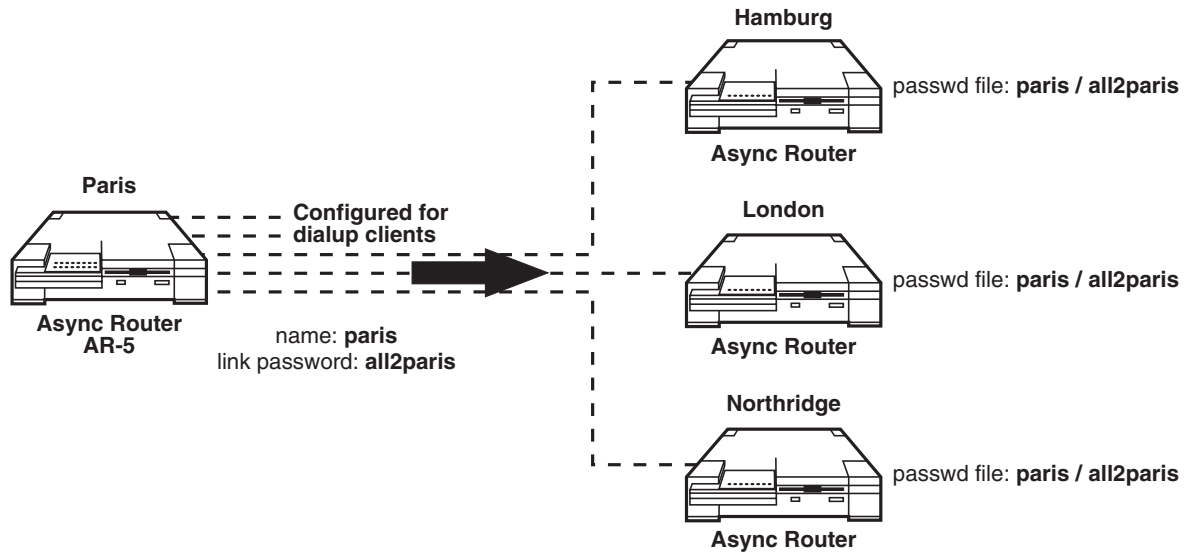 Paris
Configured for
dialup clients
Async Router
AR-5
name: paris
link password: all2paris
Hamburg
passwd file: paris / all2paris
Async Router
London
passwd file: paris / all2paris
Async Router
Northridge
passwd file: paris / all2paris
Async Router